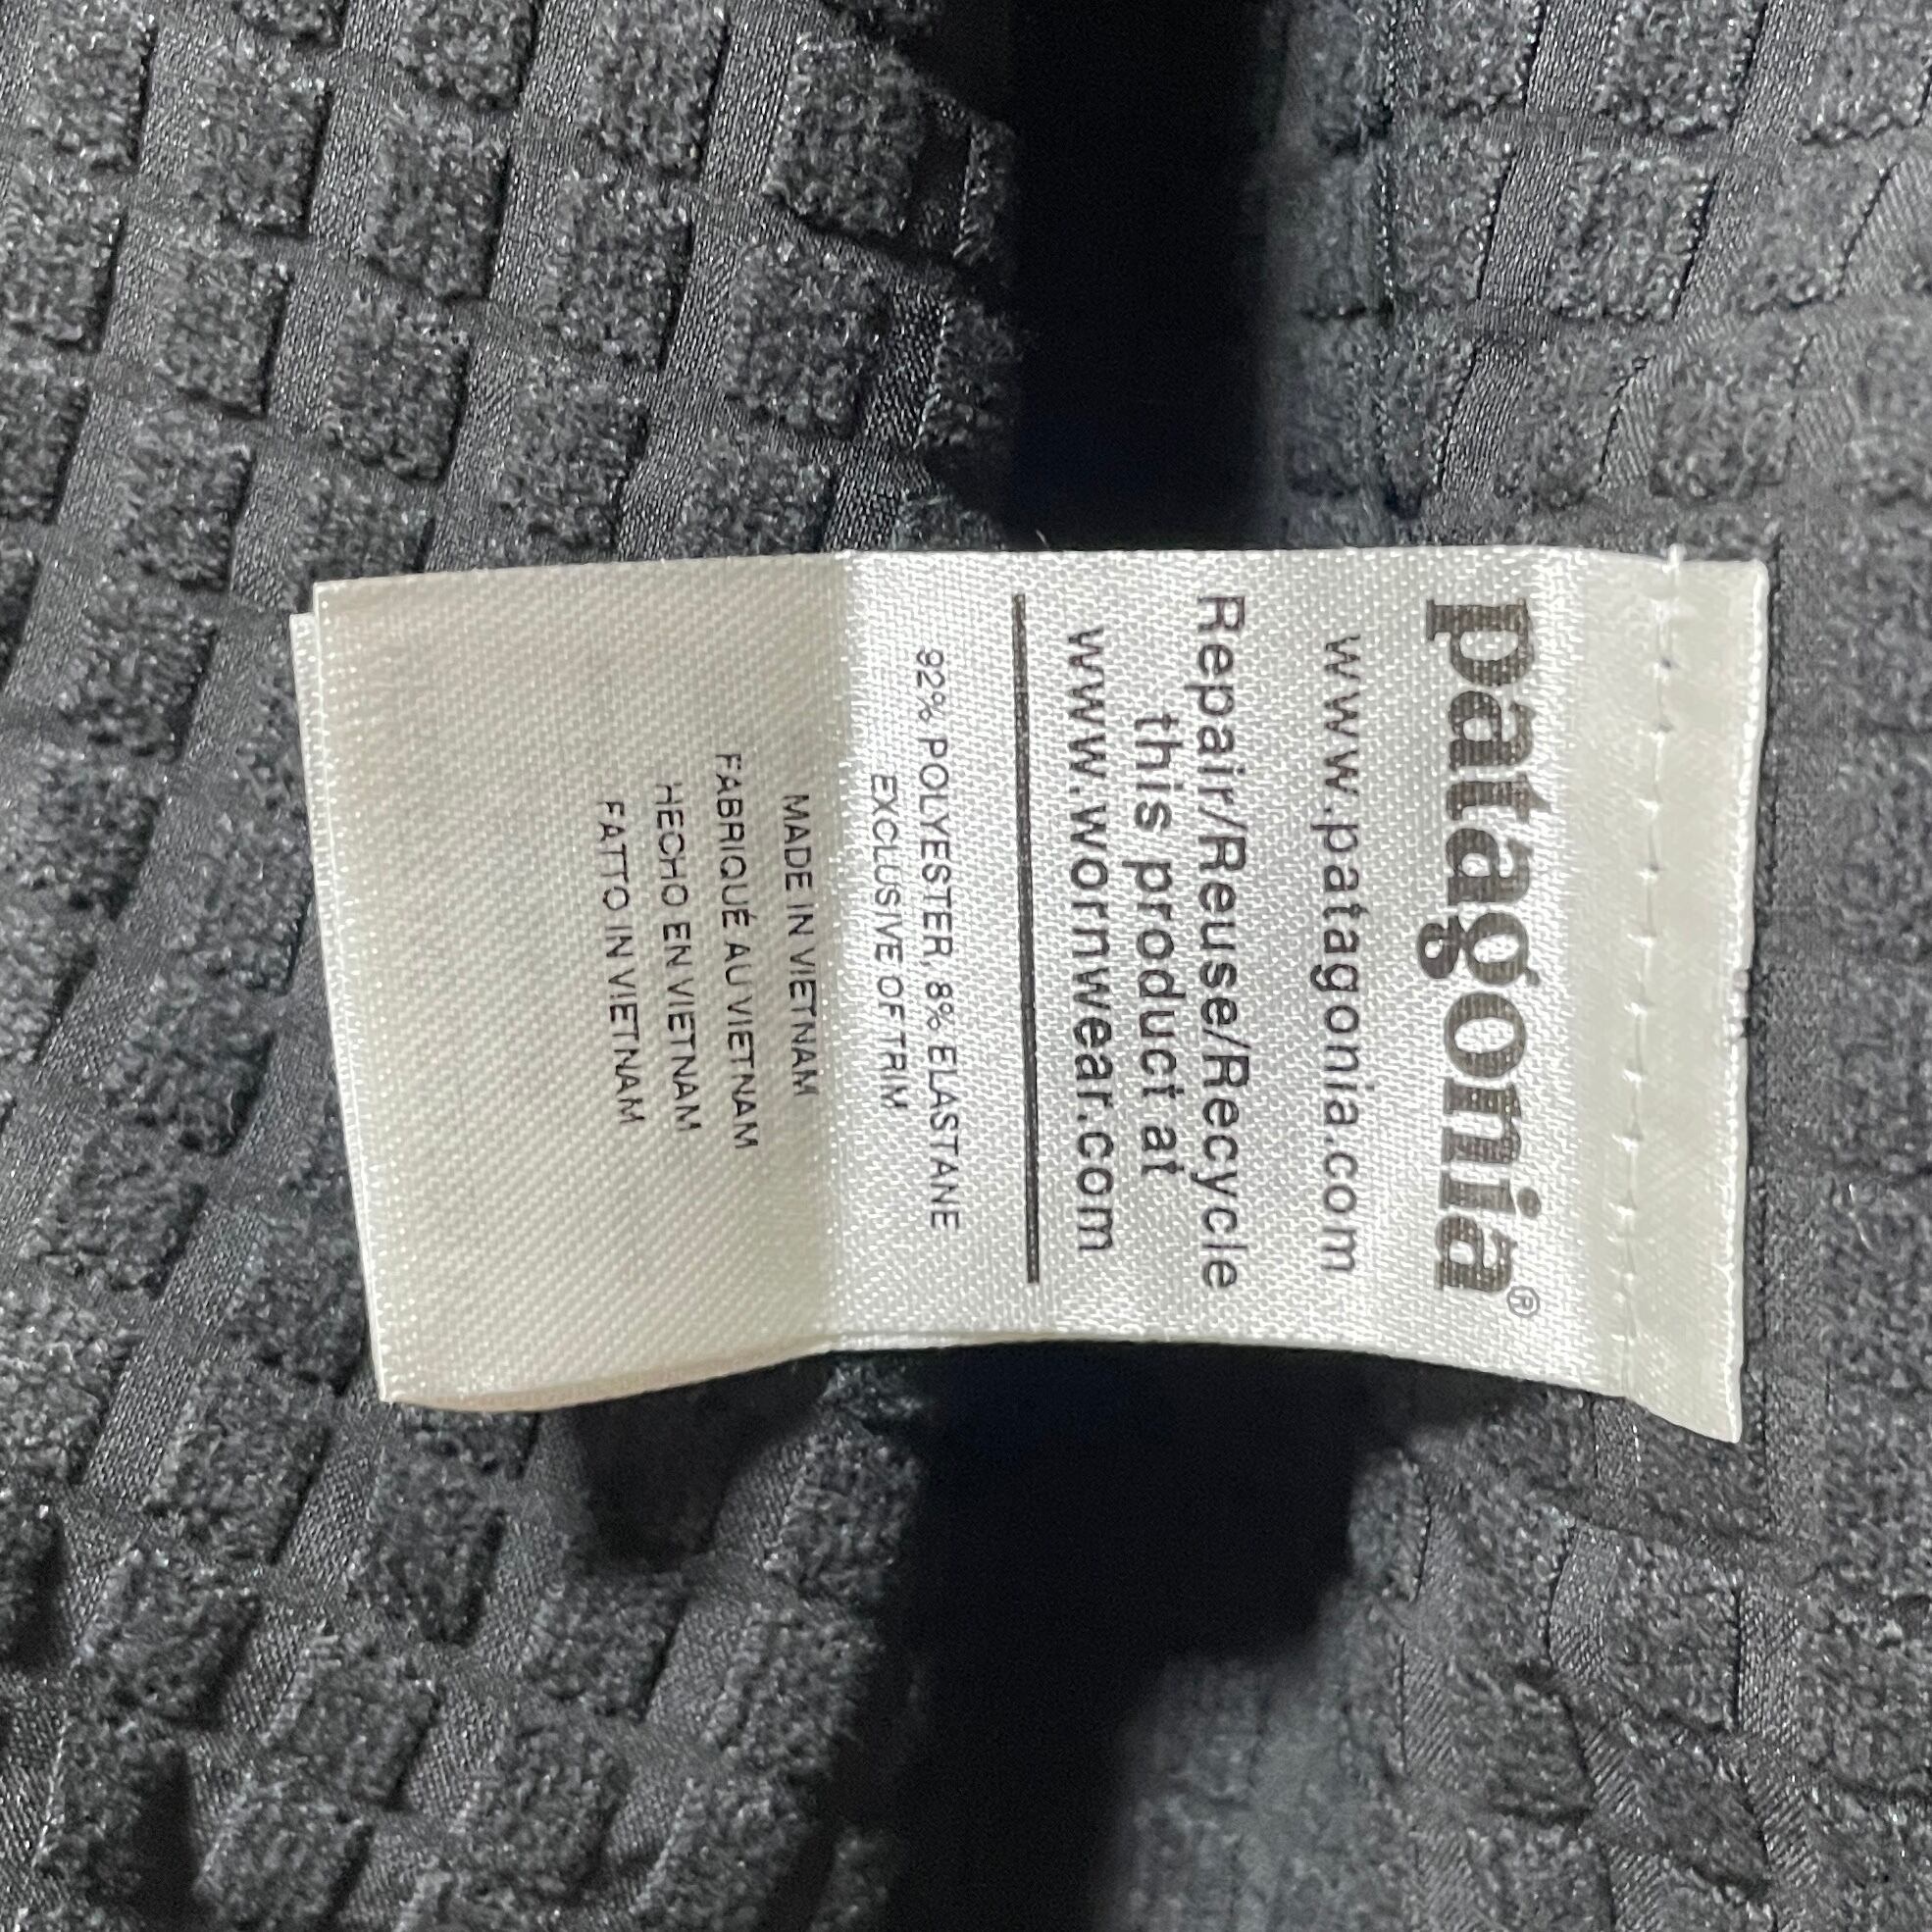 patagonia®
www.patagonia.com
Repair/Reuse/Recycle
this product at
www.wornwear.com
92% POLYESTER, 8% ELASTANE
EXCLUSIVE OF TRIM
MADE IN VIETNAM
FABRIQUÉ AU VIETNAM
HECHO EN VIETNAM
FATTO IN VIETNAM